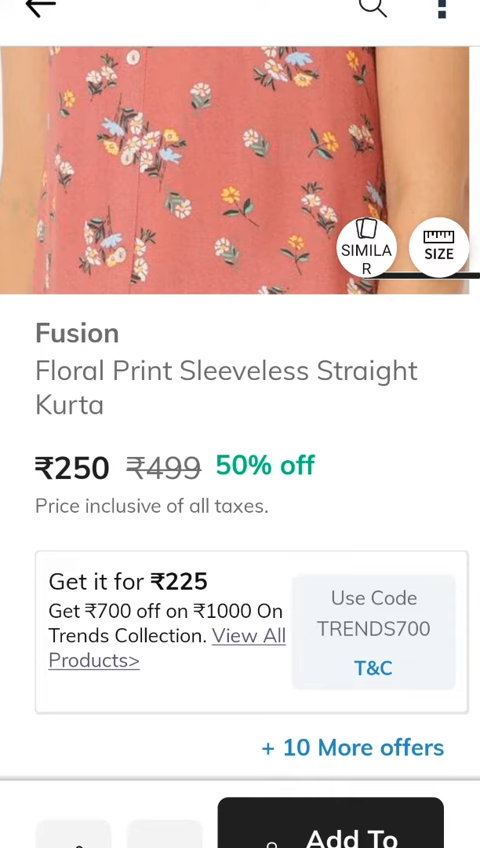 SIMILA
R
SIZE
Fusion
Floral Print Sleeveless Straight
Kurta
₹250 ₹499 50% off
Price inclusive of all taxes.
Get it for ₹225
Get ₹700 off on ₹1000 On
Trends Collection. View All
Products>
Use Code
TRENDS700
T&C
+ 10 More offers
Add To